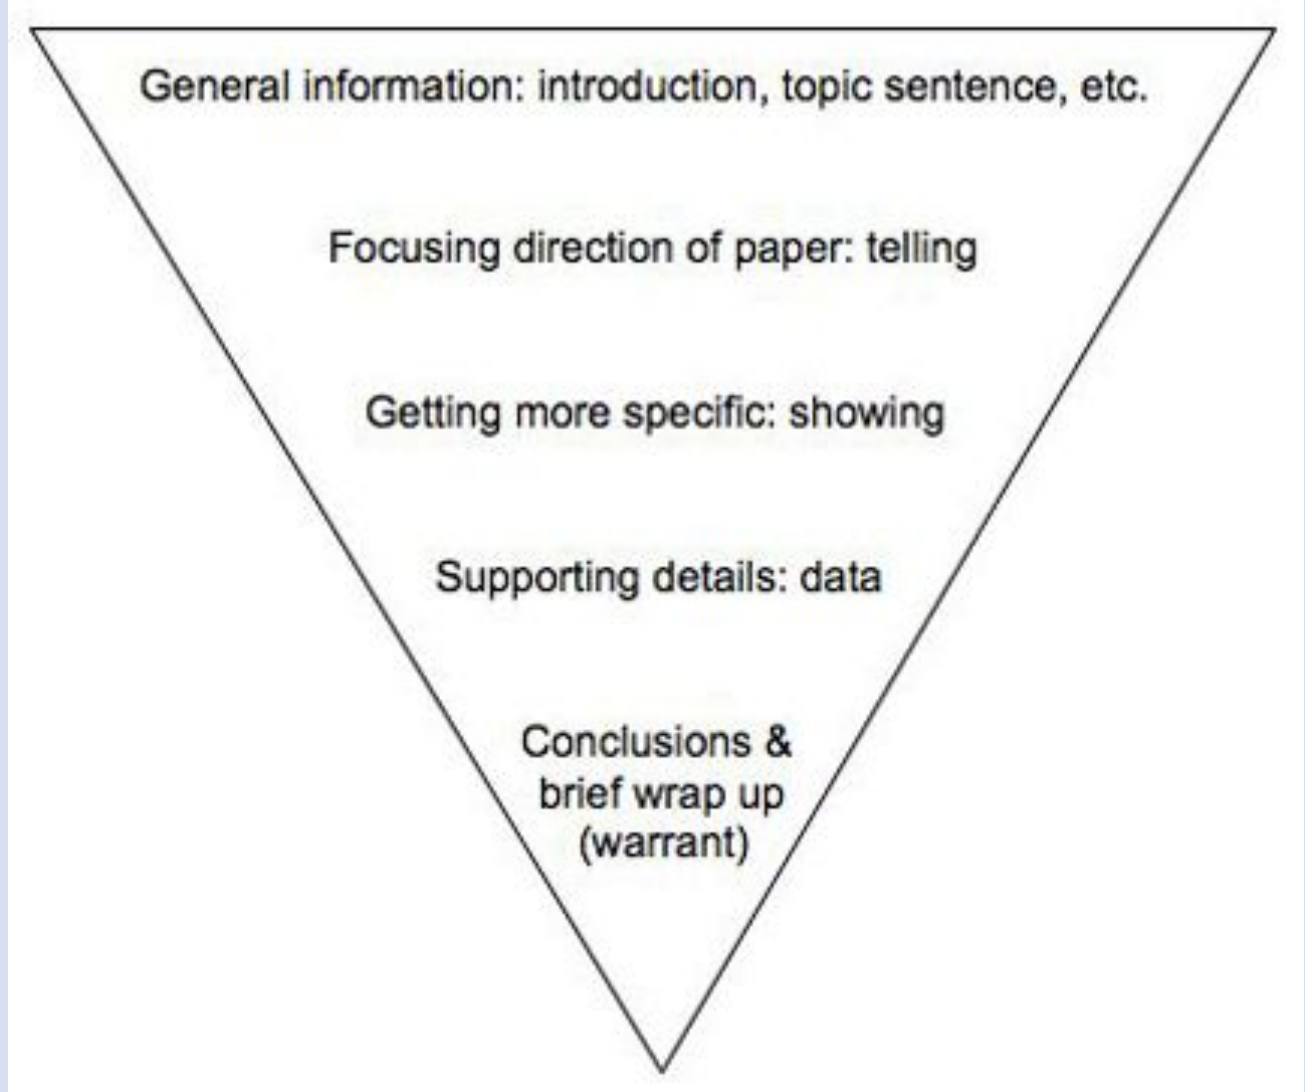 General information: introduction, topic sentence, etc.
Focusing direction of paper: telling
Getting more specific: showing
Supporting details: data
Conclusions &
brief wrap up
(warrant)